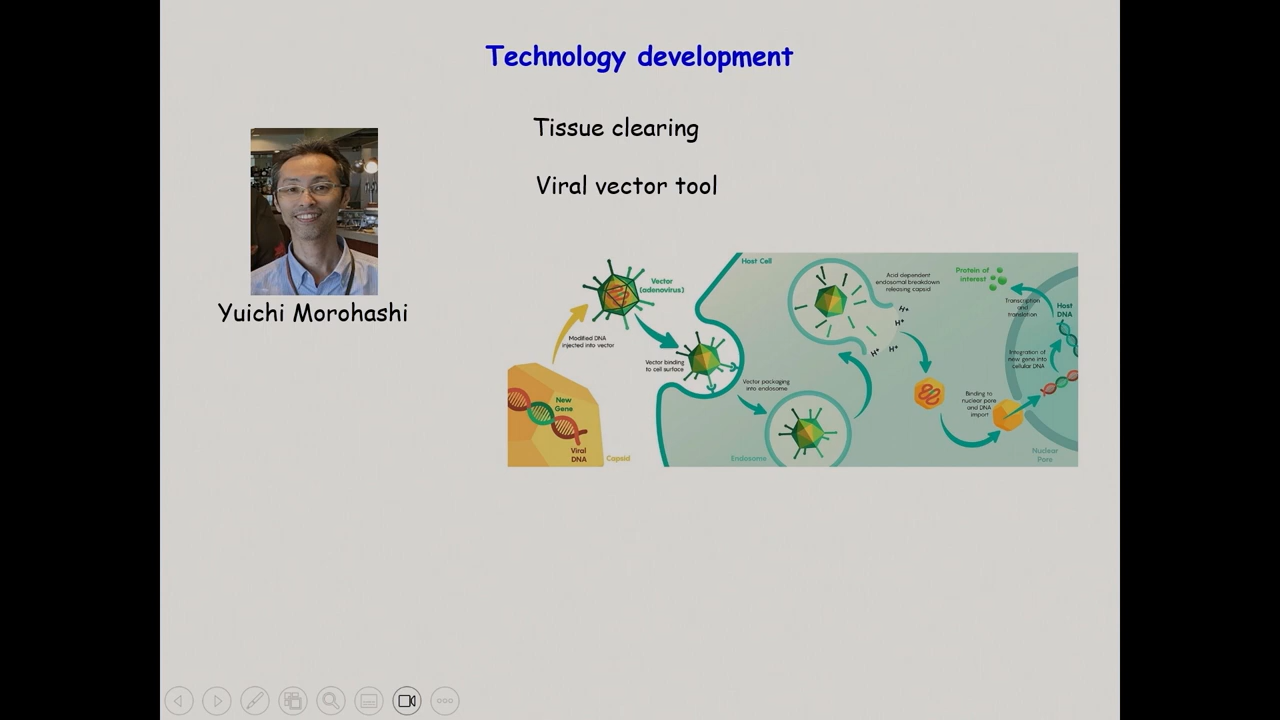 Technology development
Tissue clearing
Viral vector tool
Yuichi Morohashi
Host Cell
Vector
(adenovirus)
Modified DNA
injected into vector
Vector binding
to cell surface
New
Gene
Viral
DNA
Capsid
Vector packaging
into endosome
Endosome
Acid dependent
endosomal breakdown
releasing capsid
H+
H+
H+
H+
Binding to
nuclear pore
and DNA
import
Protein of
interest
Transcription
and
translation
Host
DNA
Integration of
new gene into
cellular DNA
Nuclear
Pore